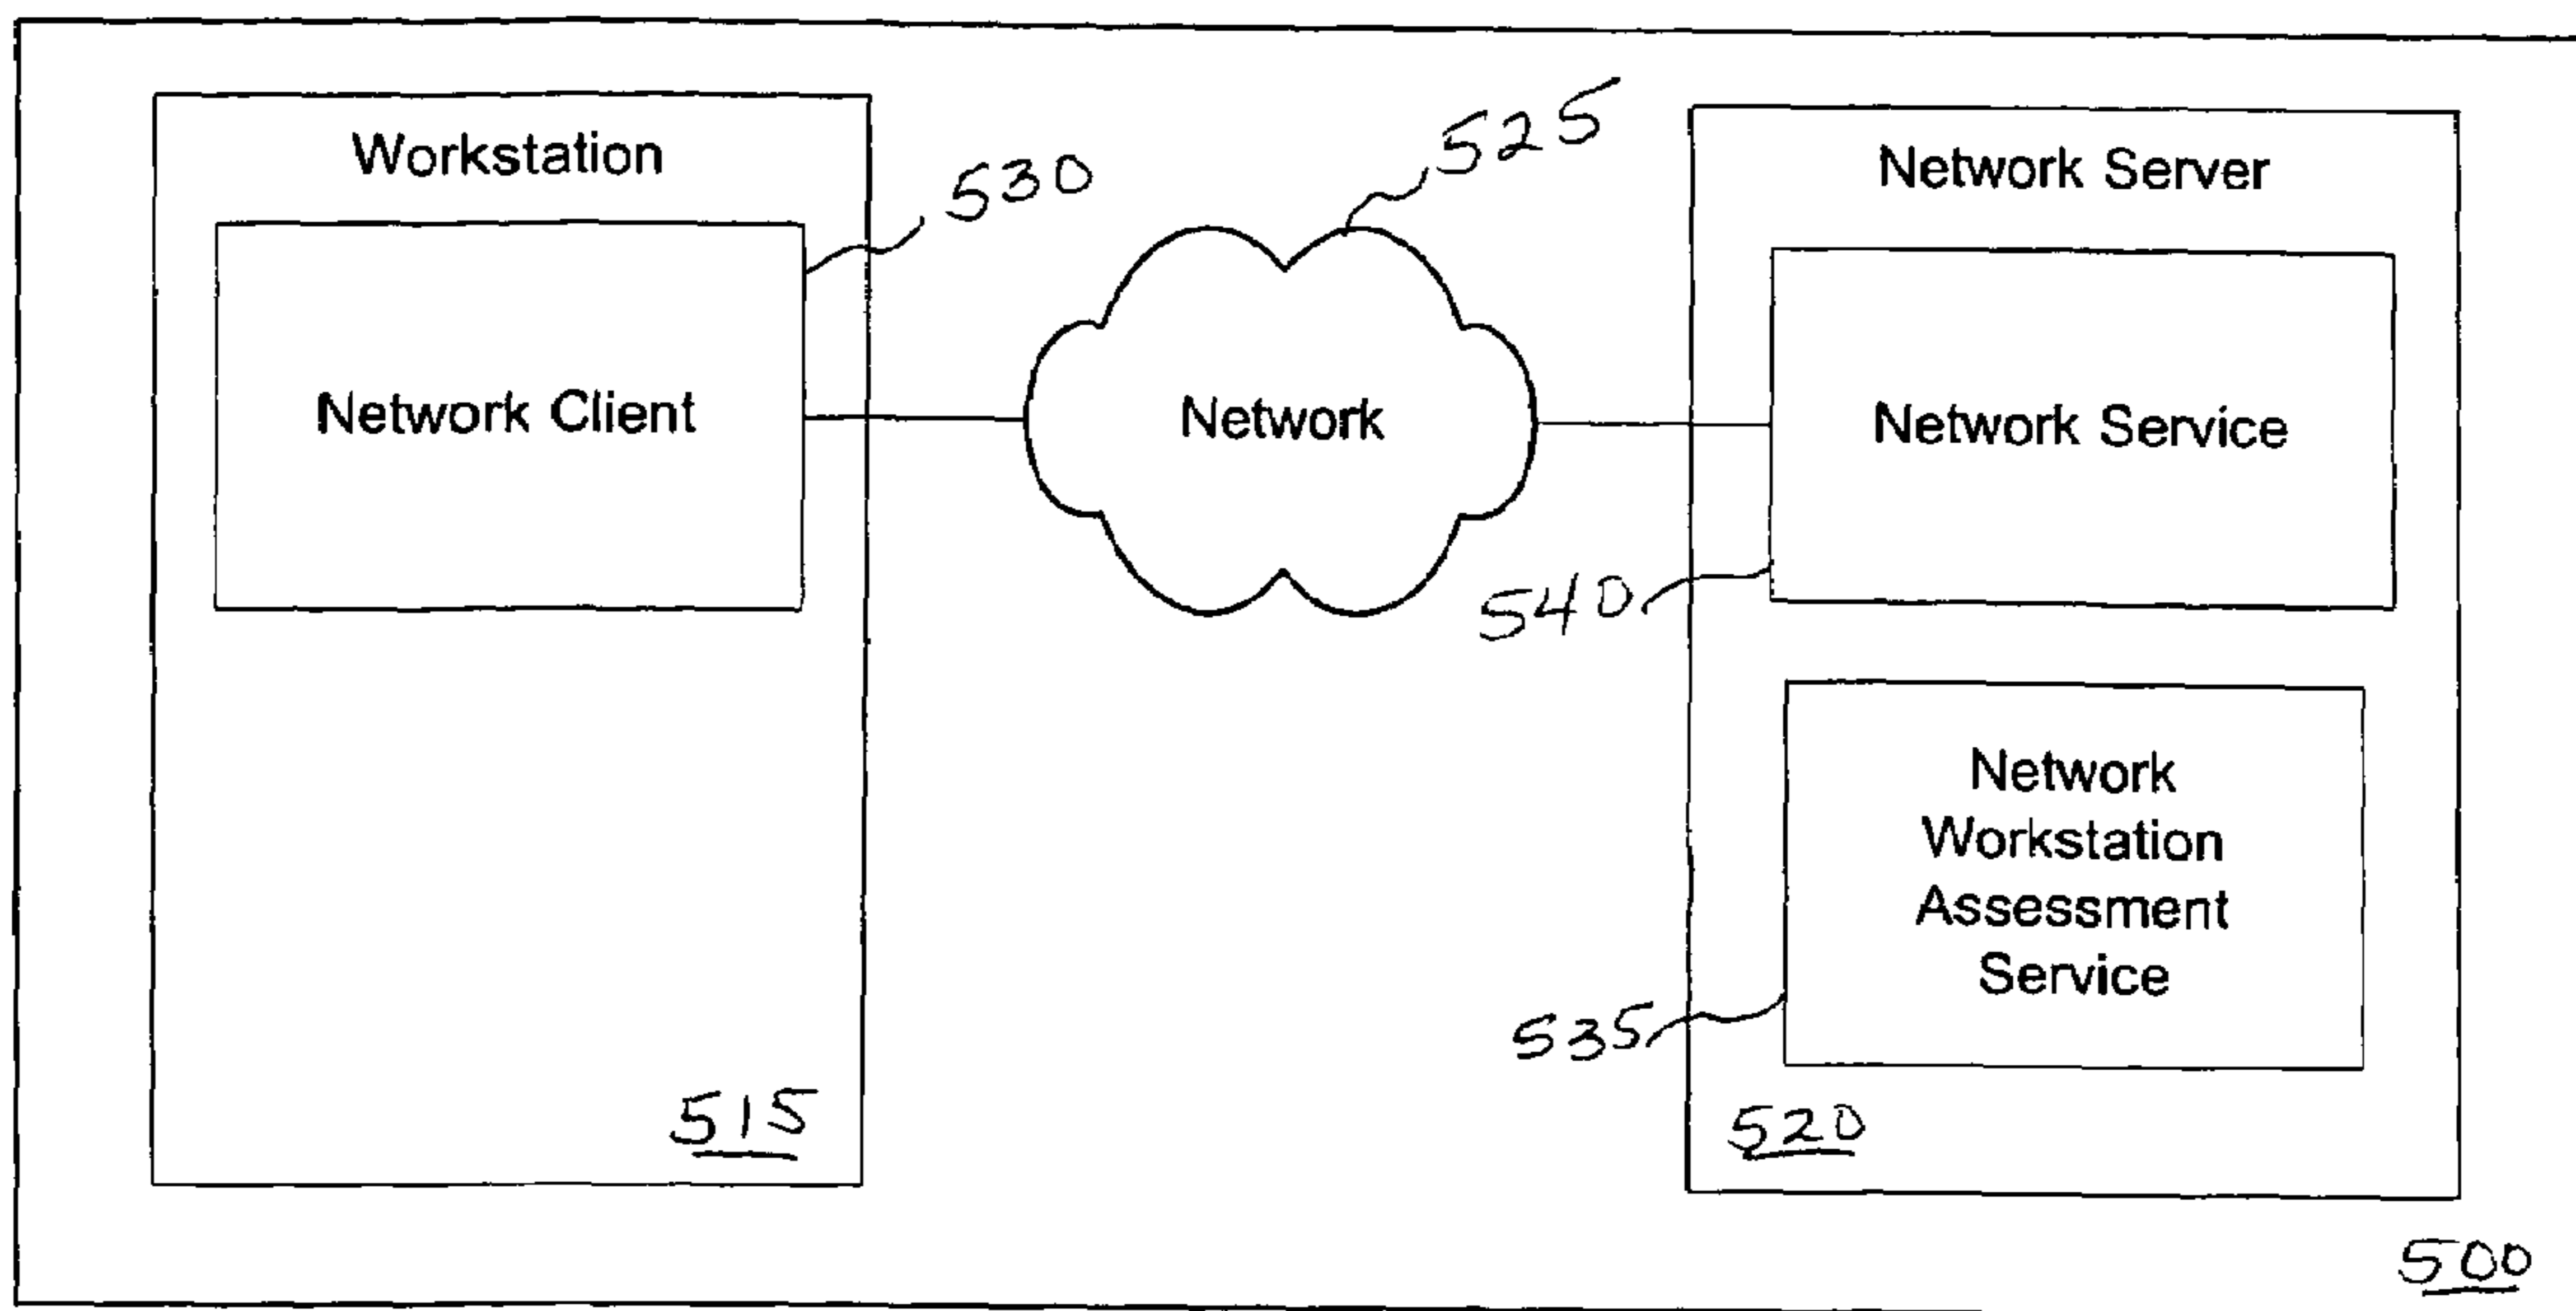 Workstation
530
Network Client
515
525
Network
Network Server
Network Service
540
Network
Workstation
Assessment
Service
535
520
500